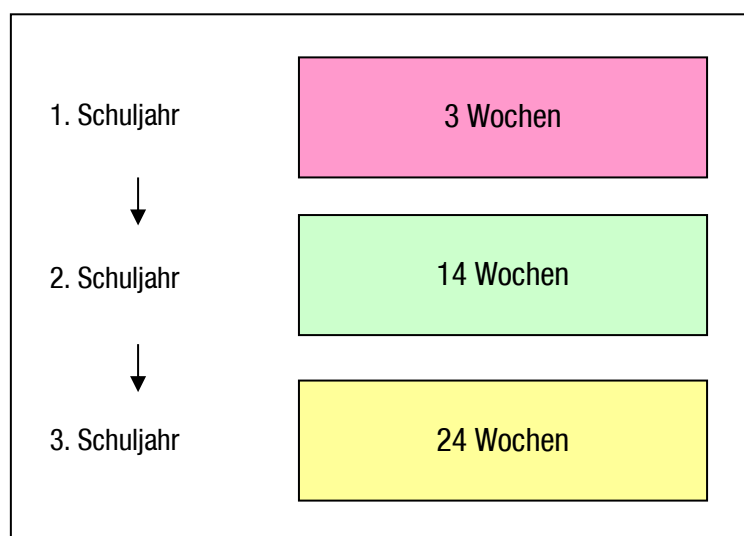 1. Schuljahr
3 Wochen
2. Schuljahr
14 Wochen
3. Schuljahr
24 Wochen